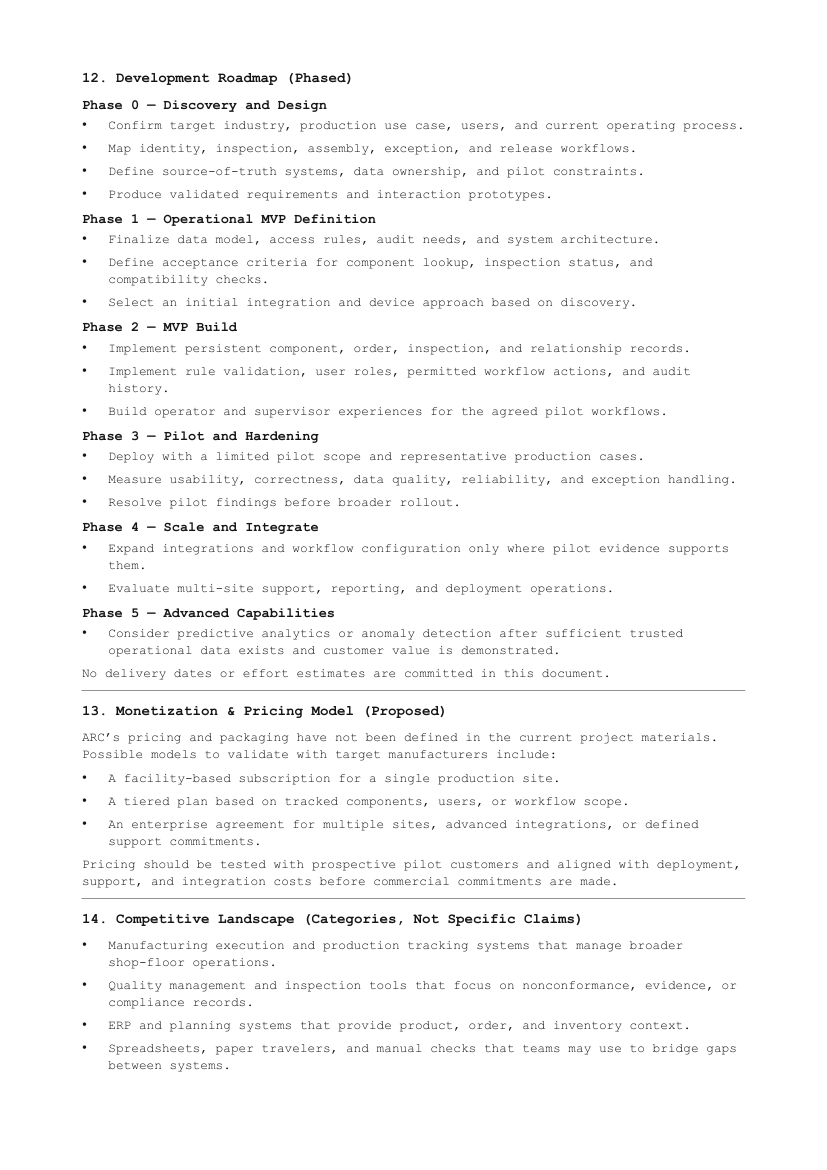 12. Development Roadmap (Phased)
Phase 0 — Discovery and Design
• Confirm target industry, production use case, users, and current operating process.
• Map identity, inspection, assembly, exception, and release workflows.
• Define source-of-truth systems, data ownership, and pilot constraints.
• Produce validated requirements and interaction prototypes.
Phase 1 — Operational MVP Definition
• Finalize data model, access rules, audit needs, and system architecture.
• Define acceptance criteria for component lookup, inspection status, and
compatibility checks.
• Select an initial integration and device approach based on discovery.
Phase 2 — MVP Build
• Implement persistent component, order, inspection, and relationship records.
• Implement rule validation, user roles, permitted workflow actions, and audit
history.
• Build operator and supervisor experiences for the agreed pilot workflows.
Phase 3 — Pilot and Hardening
• Deploy with a limited pilot scope and representative production cases.
• Measure usability, correctness, data quality, reliability, and exception handling.
• Resolve pilot findings before broader rollout.
Phase 4 — Scale and Integrate
• Expand integrations and workflow configuration only where pilot evidence supports
them.
• Evaluate multi-site support, reporting, and deployment operations.
Phase 5 — Advanced Capabilities
• Consider predictive analytics or anomaly detection after sufficient trusted
operational data exists and customer value is demonstrated.
No delivery dates or effort estimates are committed in this document.
13. Monetization & Pricing Model (Proposed)
ARC’s pricing and packaging have not been defined in the current project materials.
Possible models to validate with target manufacturers include:
• A facility-based subscription for a single production site.
• A tiered plan based on tracked components, users, or workflow scope.
• An enterprise agreement for multiple sites, advanced integrations, or defined
support commitments.
Pricing should be tested with prospective pilot customers and aligned with deployment,
support, and integration costs before commercial commitments are made.
14. Competitive Landscape (Categories, Not Specific Claims)
• Manufacturing execution and production tracking systems that manage broader
shop-floor operations.
• Quality management and inspection tools that focus on nonconformance, evidence, or
compliance records.
• ERP and planning systems that provide product, order, and inventory context.
• Spreadsheets, paper travelers, and manual checks that teams may use to bridge gaps
between systems.